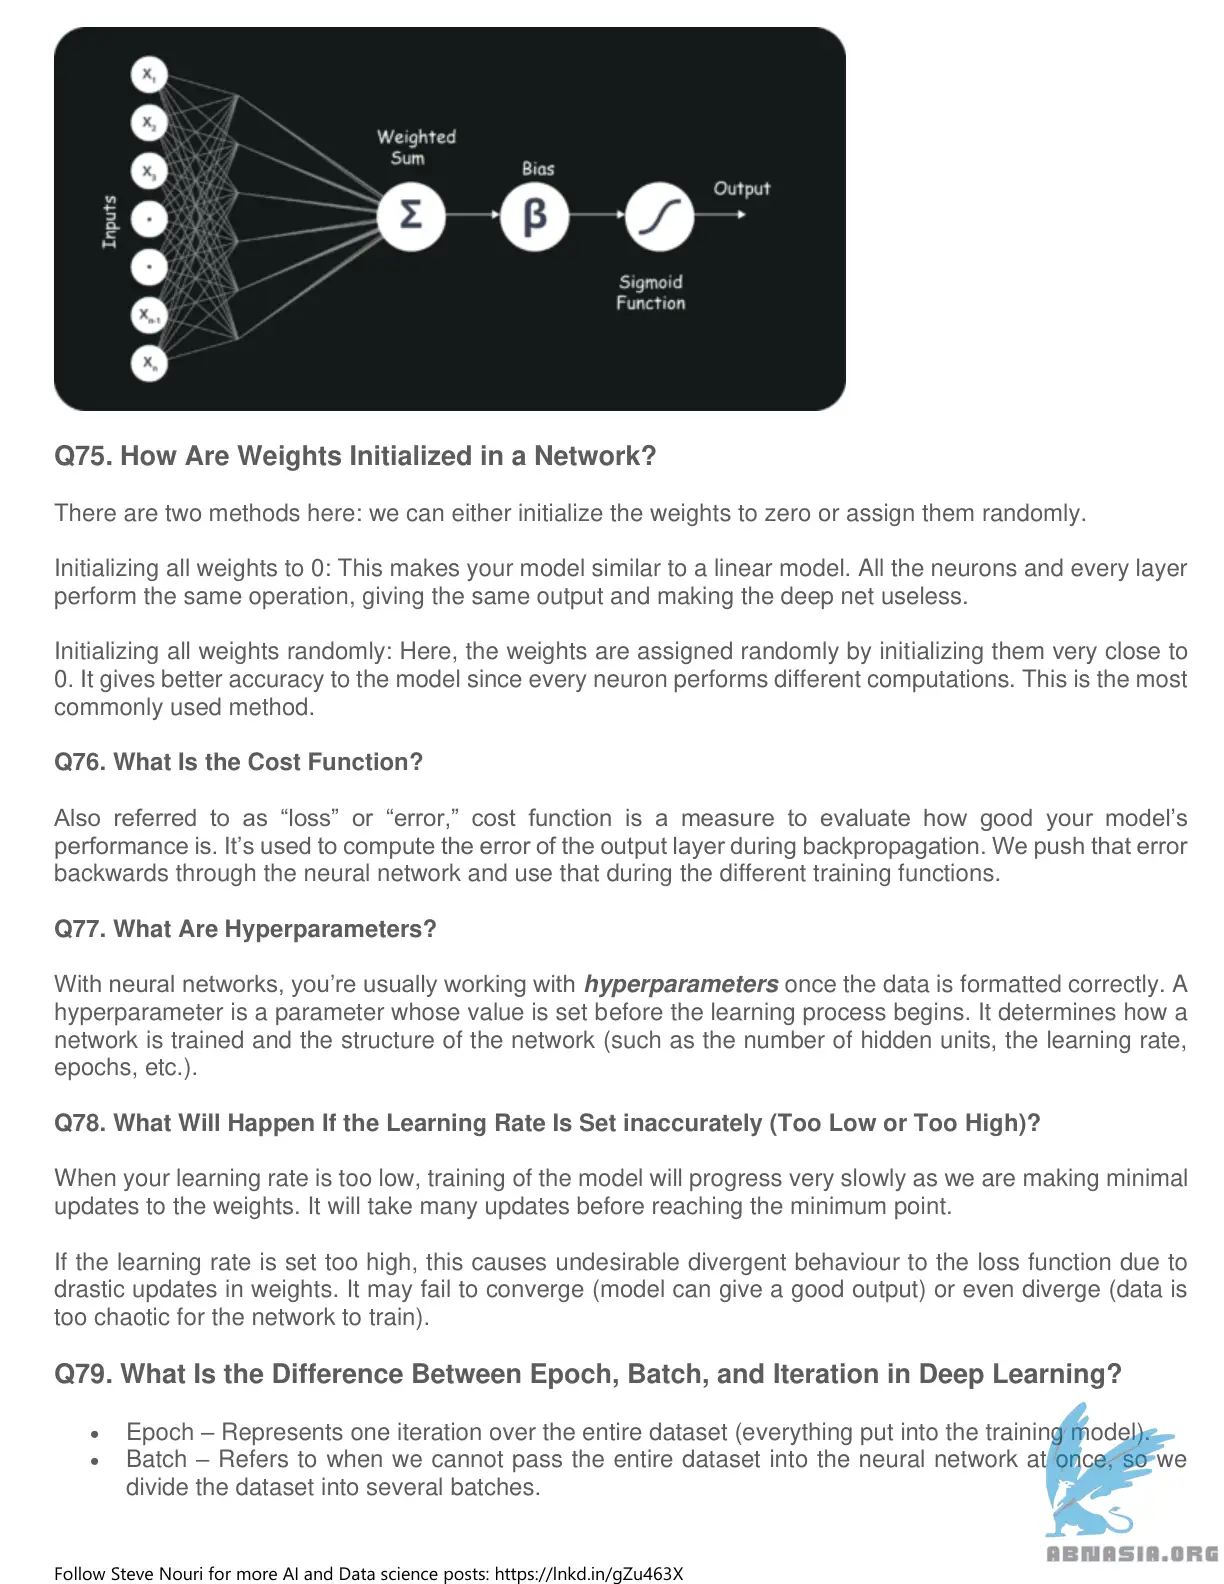 X1
X2
X3
Xn-1
Xn
Inputs
Weighted
Sum
Σ
Bias
β
Sigmoid
Function
Output
Q75. How Are Weights Initialized in a Network?
There are two methods here: we can either initialize the weights to zero or assign them randomly.
Initializing all weights to 0: This makes your model similar to a linear model. All the neurons and every layer
perform the same operation, giving the same output and making the deep net useless.
Initializing all weights randomly: Here, the weights are assigned randomly by initializing them very close to
0. It gives better accuracy to the model since every neuron performs different computations. This is the most
commonly used method.
Q76. What Is the Cost Function?
Also referred to as “loss” or “error,” cost function is a measure to evaluate how good your model’s
performance is. It’s used to compute the error of the output layer during backpropagation. We push that error
backwards through the neural network and use that during the different training functions.
Q77. What Are Hyperparameters?
With neural networks, you’re usually working with hyperparameters once the data is formatted correctly. A
hyperparameter is a parameter whose value is set before the learning process begins. It determines how a
network is trained and the structure of the network (such as the number of hidden units, the learning rate,
epochs, etc.).
Q78. What Will Happen If the Learning Rate Is Set inaccurately (Too Low or Too High)?
When your learning rate is too low, training of the model will progress very slowly as we are making minimal
updates to the weights. It will take many updates before reaching the minimum point.
If the learning rate is set too high, this causes undesirable divergent behaviour to the loss function due to
drastic updates in weights. It may fail to converge (model can give a good output) or even diverge (data is
too chaotic for the network to train).
Q79. What Is the Difference Between Epoch, Batch, and Iteration in Deep Learning?
• Epoch – Represents one iteration over the entire dataset (everything put into the training model).
• Batch – Refers to when we cannot pass the entire dataset into the neural network at once, so we
divide the dataset into several batches.
ABNASIA.ORG
Follow Steve Nouri for more AI and Data science posts: https://lnkd.in/gZu463X